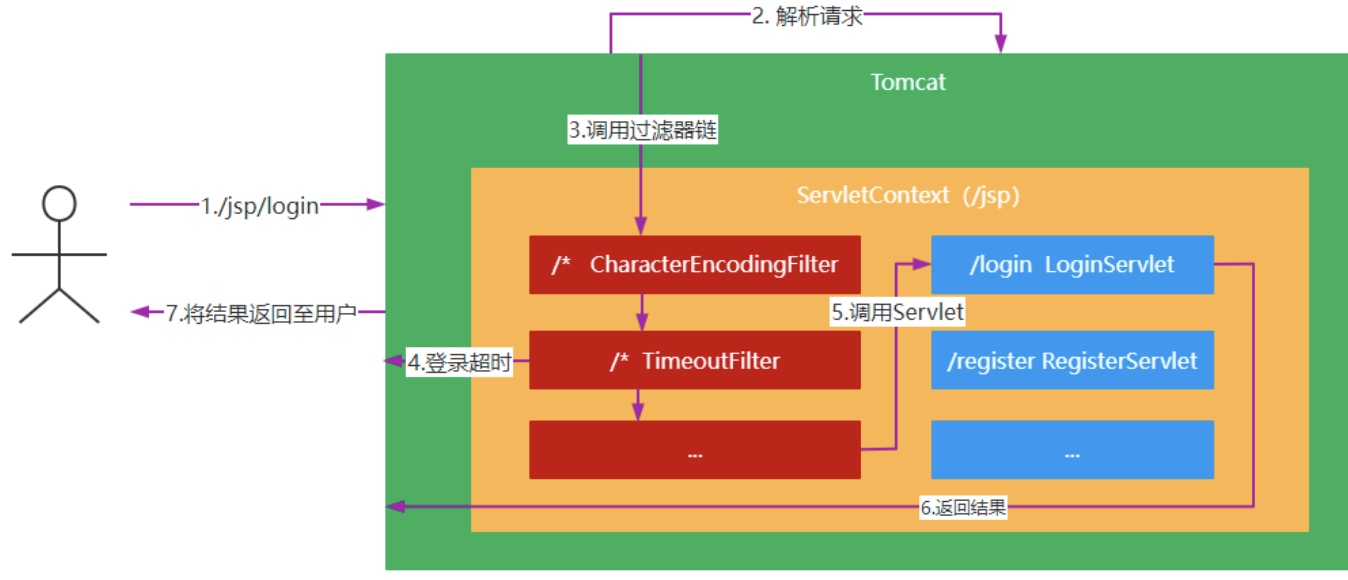 2. 解析请求
Tomcat
3.调用过滤器链
ServletContext（/jsp）
1./jsp/login
/* CharacterEncodingFilter
/login LoginServlet
7.将结果返回至用户
5.调用Servlet
4.登录超时
/* TimeoutFilter
/register RegisterServlet
...
...
6.返回结果